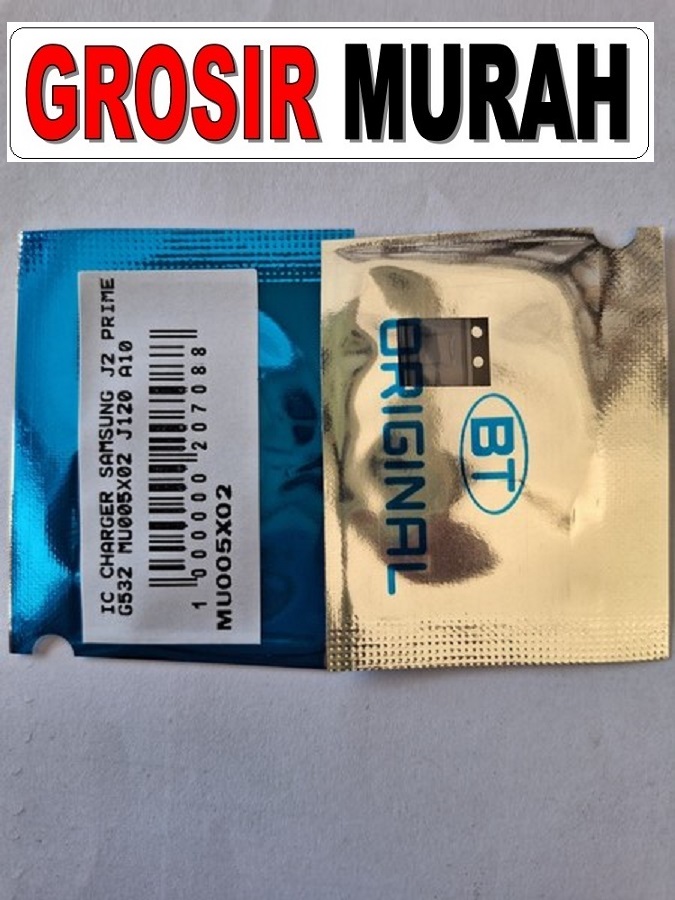 GROSIR MURAH
IC CHARGER SAMSUNG J2 PRIME
G532 MU005X02 J120 A10
1 000000 207088
MU005X02
BT
ORIGINAL